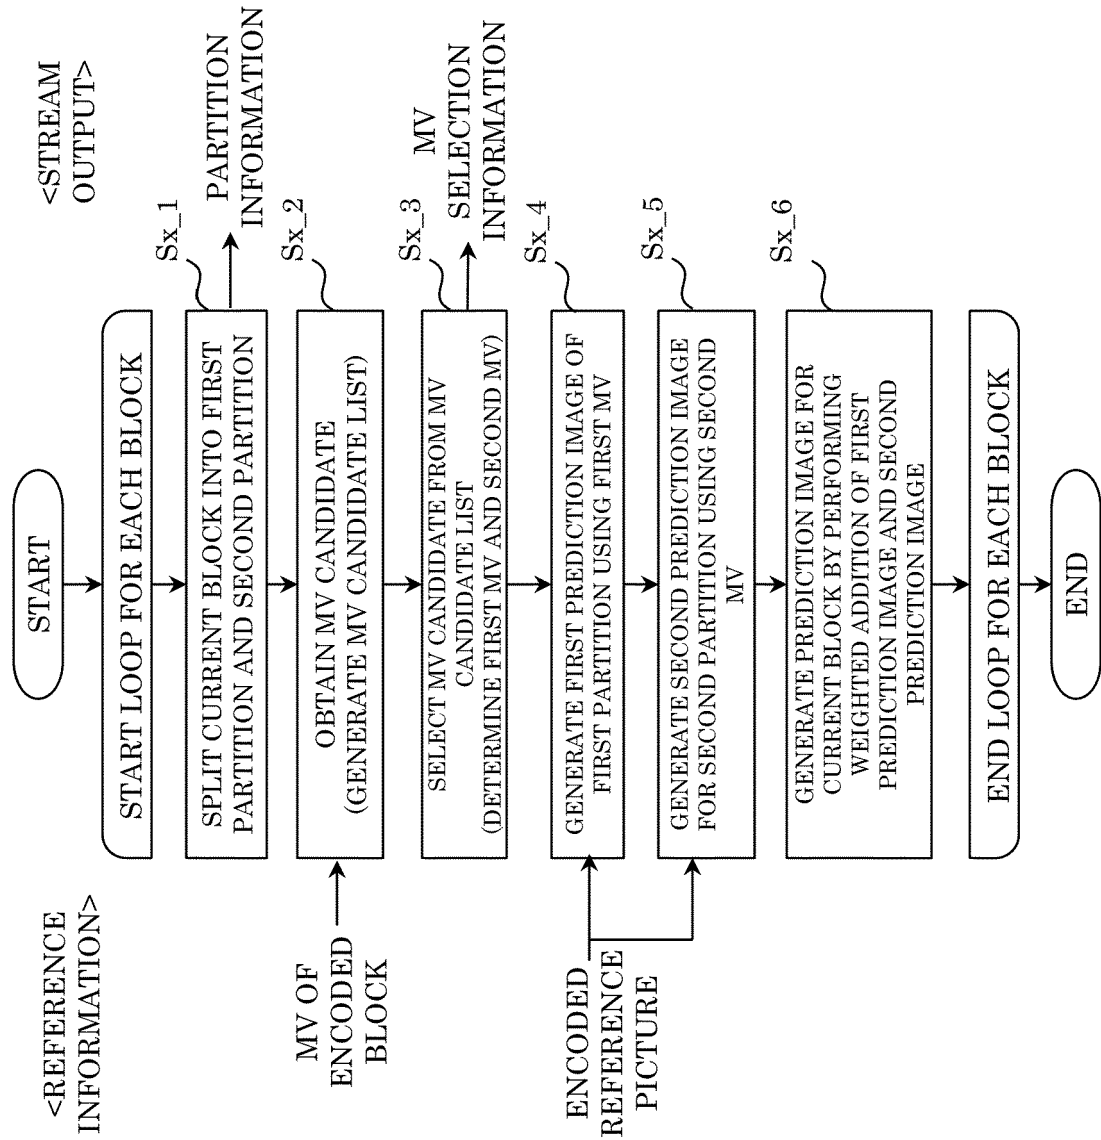 <REFERENCE
INFORMATION>
<STREAM
OUTPUT>
START
START LOOP FOR EACH BLOCK
Sx_1
SPLIT CURRENT BLOCK INTO FIRST
PARTITION AND SECOND PARTITION
PARTITION
INFORMATION
Sx_2
MV OF
ENCODED
BLOCK
OBTAIN MV CANDIDATE
(GENERATE MV CANDIDATE LIST)
Sx_3
SELECT MV CANDIDATE FROM MV
CANDIDATE LIST
(DETERMINE FIRST MV AND SECOND MV)
MV
SELECTION
INFORMATION
Sx_4
ENCODED
REFERENCE
PICTURE
GENERATE FIRST PREDICTION IMAGE OF
FIRST PARTITION USING FIRST MV
Sx_5
GENERATE SECOND PREDICTION IMAGE
FOR SECOND PARTITION USING SECOND
MV
Sx_6
GENERATE PREDICTION IMAGE FOR
CURRENT BLOCK BY PERFORMING
WEIGHTED ADDITION OF FIRST
PREDICTION IMAGE AND SECOND
PREDICTION IMAGE
END LOOP FOR EACH BLOCK
END